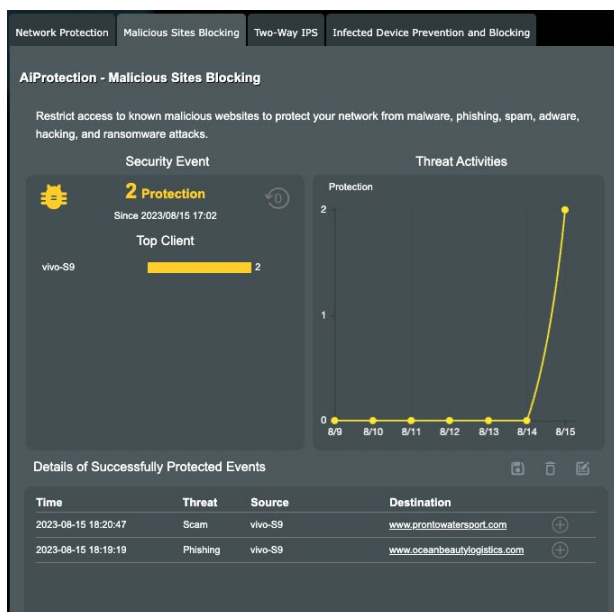 Network Protection
Malicious Sites Blocking
Two-Way IPS
Infected Device Prevention and Blocking
AiProtection - Malicious Sites Blocking
Restrict access to known malicious websites to protect your network from malware, phishing, spam, adware,
hacking, and ransomware attacks.
Security Event
2 Protection
0
Since 2023/08/15 17:02
Top Client
vivo-S9
2
Threat Activities
Protection
2
1
0
8/9 8/10 8/11 8/12 8/13 8/14 8/15
Details of Successfully Protected Events
Time Threat Source Destination
2023-08-15 18:20:47 Scam vivo-S9 www.prontowatersport.com
2023-08-15 18:19:19 Phishing vivo-S9 www.oceanbeautylogistics.com